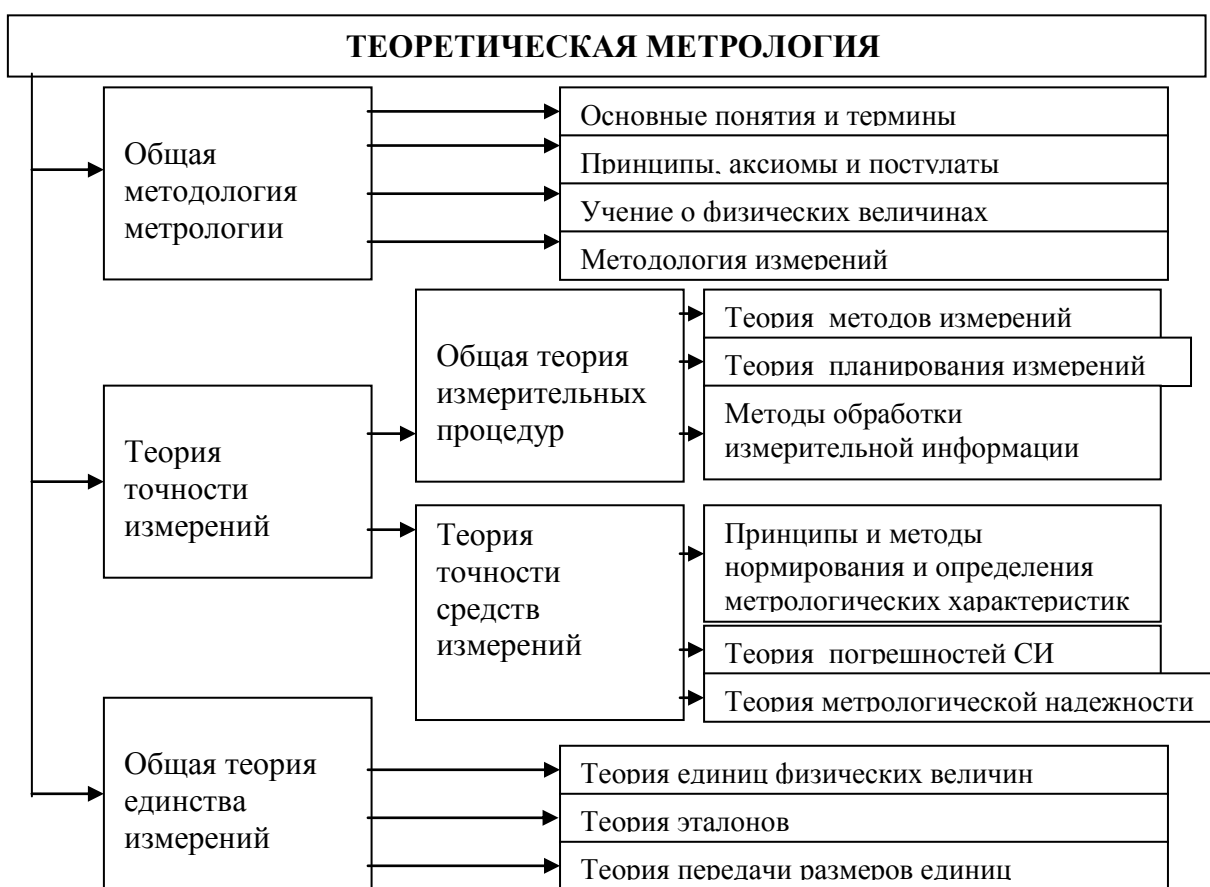 ТЕОРЕТИЧЕСКАЯ МЕТРОЛОГИЯ
Общая
методология
метрологии
Основные понятия и термины
Принципы, аксиомы и постулаты
Учение о физических величинах
Методология измерений
Теория
точности
измерений
Общая теория
измерительных
процедур
Теория методов измерений
Теория планирования измерений
Методы обработки
измерительной информации
Теория
точности
средств
измерений
Принципы и методы
нормирования и определения
метрологических характеристик
Теория погрешностей СИ
Теория метрологической надежности
Общая теория
единства
измерений
Теория единиц физических величин
Теория эталонов
Теория передачи размеров единиц